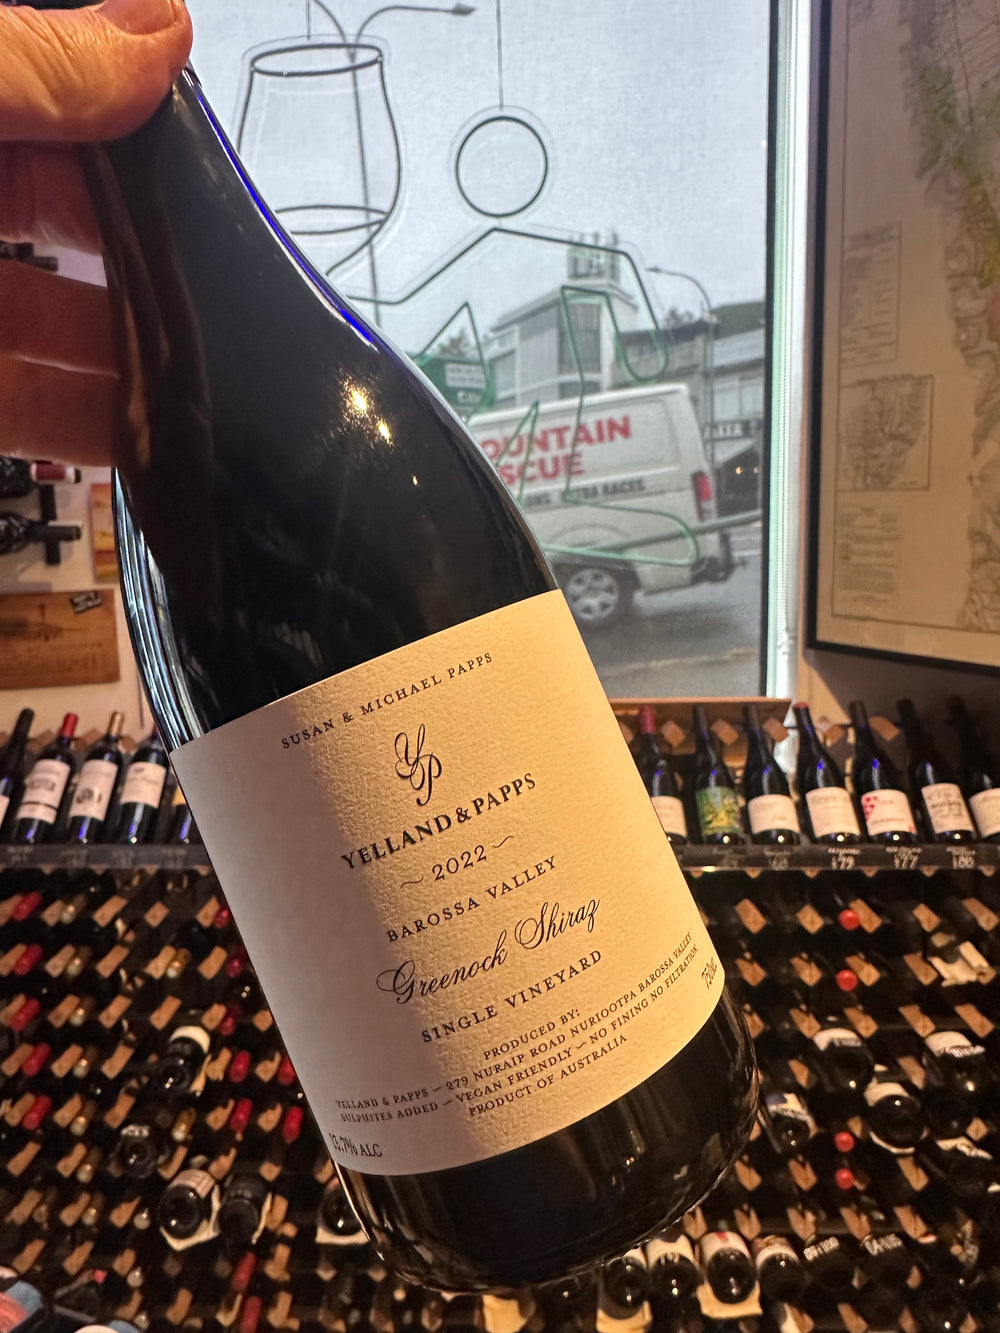 OUNTAIN
SCUE
SUSAN & MICHAEL PAPPS
YP
YELLAND & PAPPS
~ 2022 ~
BAROSSA VALLEY
Greenock Shiraz
SINGLE VINEYARD
PRODUCED BY:
YELLAND & PAPPS ~ 279 NURAIP ROAD NURIOOTPA BAROSSA VALLEY
SULPHITES ADDED ~ VEGAN FRIENDLY ~ NO FINING NO FILTRATION
PRODUCT OF AUSTRALIA
750ML
% ALC